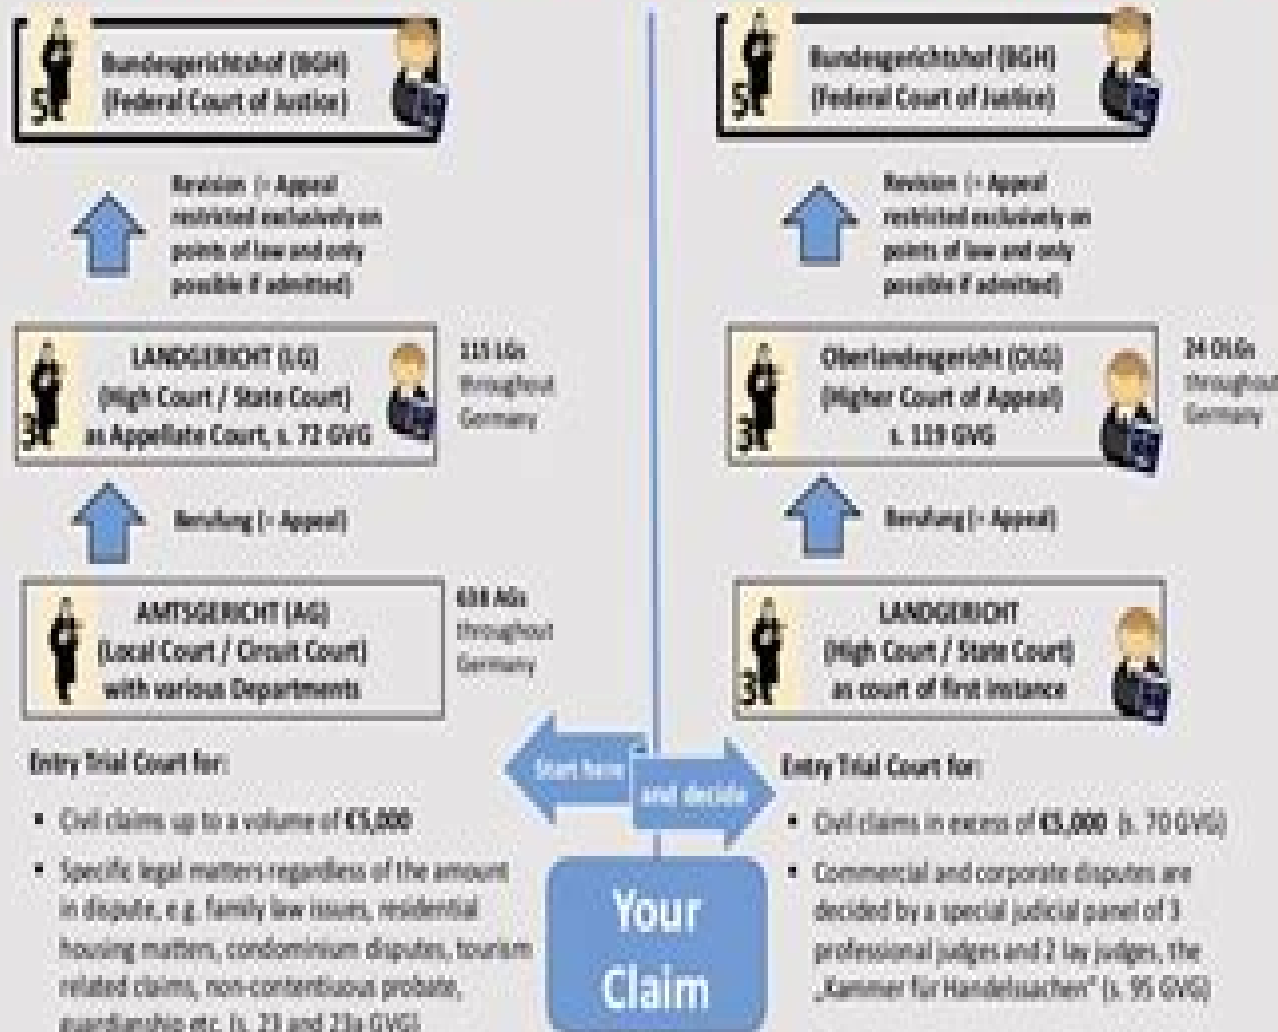 5
Bundesgerichtshof (BGH)
(Federal Court of Justice)
Revision (= Appeal
restricted exclusively on
points of law and only
possible if admitted)
3
LANDGERICHT (LG)
(High Court / State Court)
as Appellate Court, s. 72 GVG
115 LGs
throughout
Germany
Berufung (= Appeal)
AMTSGERICHT (AG)
(Local Court / Circuit Court)
with various Departments
638 AGs
throughout
Germany
Entry Trial Court for:
• Civil claims up to a volume of €5,000
• Specific legal matters regardless of the amount
in dispute, e.g. family law issues, residential
housing matters, condominium disputes, tourism
related claims, non-contentious probate,
guardianship etc. (s. 23 and 23a GVG)
Start here
and decide
Your
Claim
5
Bundesgerichtshof (BGH)
(Federal Court of Justice)
Revision (= Appeal
restricted exclusively on
points of law and only
possible if admitted)
3
Oberlandesgericht (OLG)
(Higher Court of Appeal)
s. 119 GVG
24 OLGs
throughout
Germany
Berufung (= Appeal)
3
LANDGERICHT
(High Court / State Court)
as court of first instance
Entry Trial Court for:
• Civil claims in excess of €5,000 (s. 70 GVG)
• Commercial and corporate disputes are
decided by a special judicial panel of 3
professional judges and 2 lay judges, the
„Kammer für Handelssachen" (s. 95 GVG)